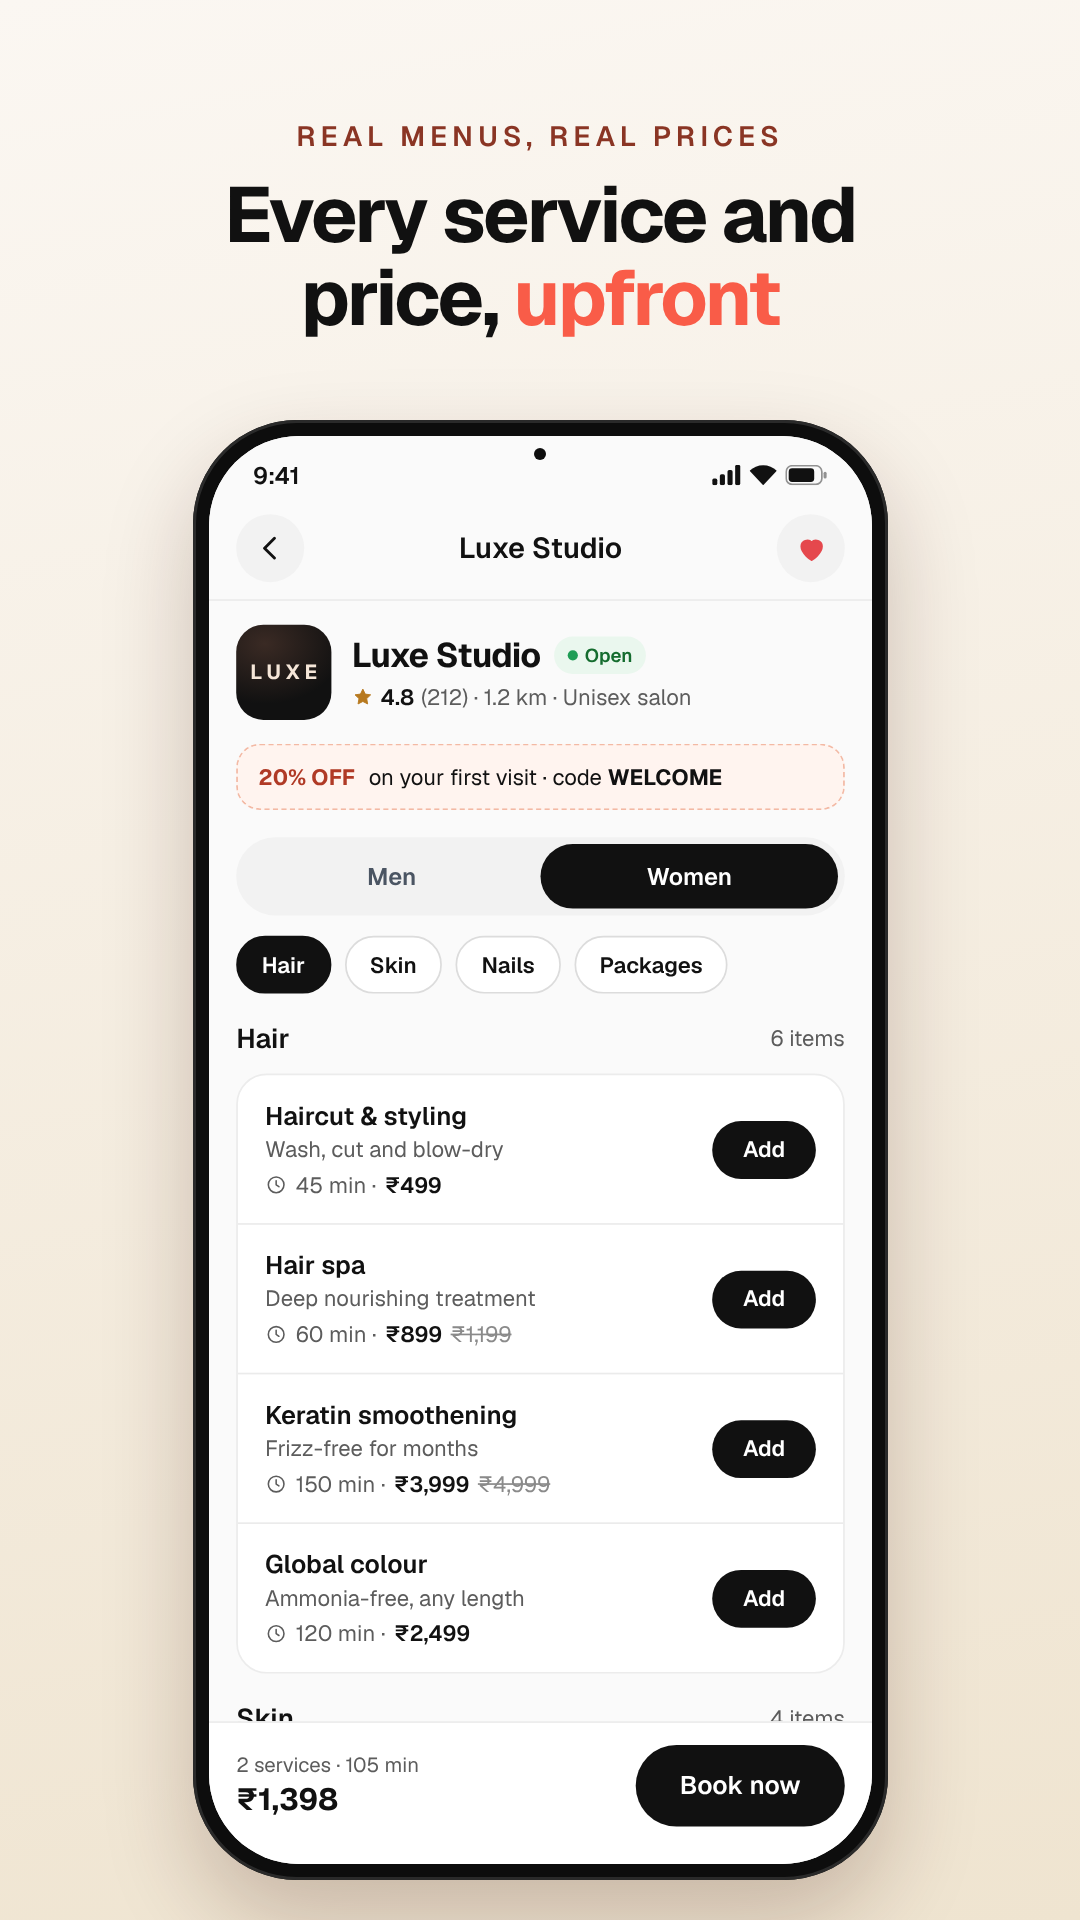 REAL MENUS, REAL PRICES
Every service and
price, upfront
9:41
Luxe Studio
LUXE
Luxe Studio
Open
4.8 (212) · 1.2 km · Unisex salon
20% OFF on your first visit · code WELCOME
Men
Women
Hair
Skin
Nails
Packages
Hair
6 items
Haircut & styling
Wash, cut and blow-dry
45 min · ₹499
Add
Hair spa
Deep nourishing treatment
60 min · ₹899 ₹1,199
Add
Keratin smoothening
Frizz-free for months
150 min · ₹3,999 ₹4,999
Add
Global colour
Ammonia-free, any length
120 min · ₹2,499
Add
Skin
4 items
2 services · 105 min
₹1,398
Book now